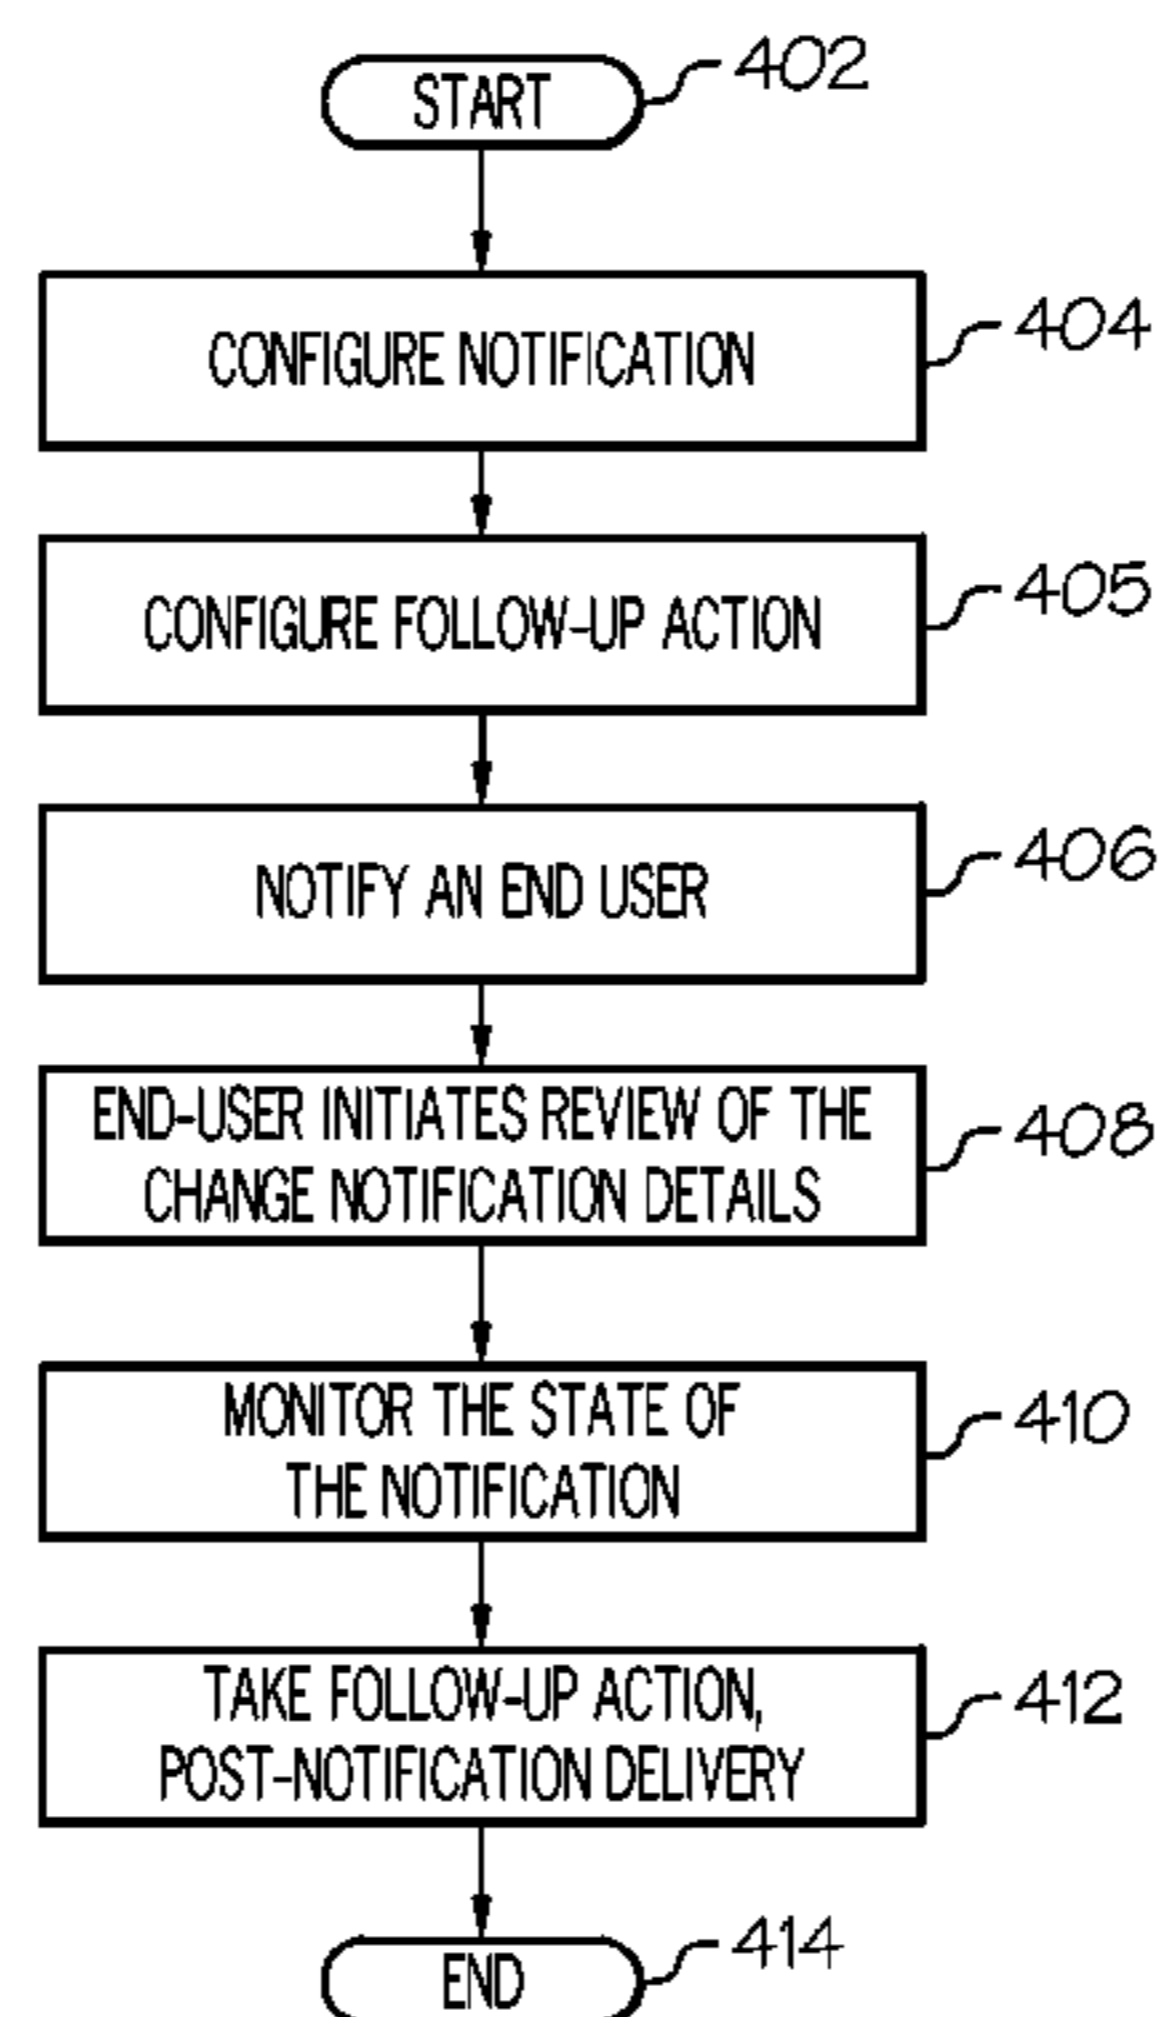 START
402
CONFIGURE NOTIFICATION
404
CONFIGURE FOLLOW-UP ACTION
405
NOTIFY AN END USER
406
END-USER INITIATES REVIEW OF THE
CHANGE NOTIFICATION DETAILS
408
MONITOR THE STATE OF
THE NOTIFICATION
410
TAKE FOLLOW-UP ACTION,
POST-NOTIFICATION DELIVERY
412
END
414